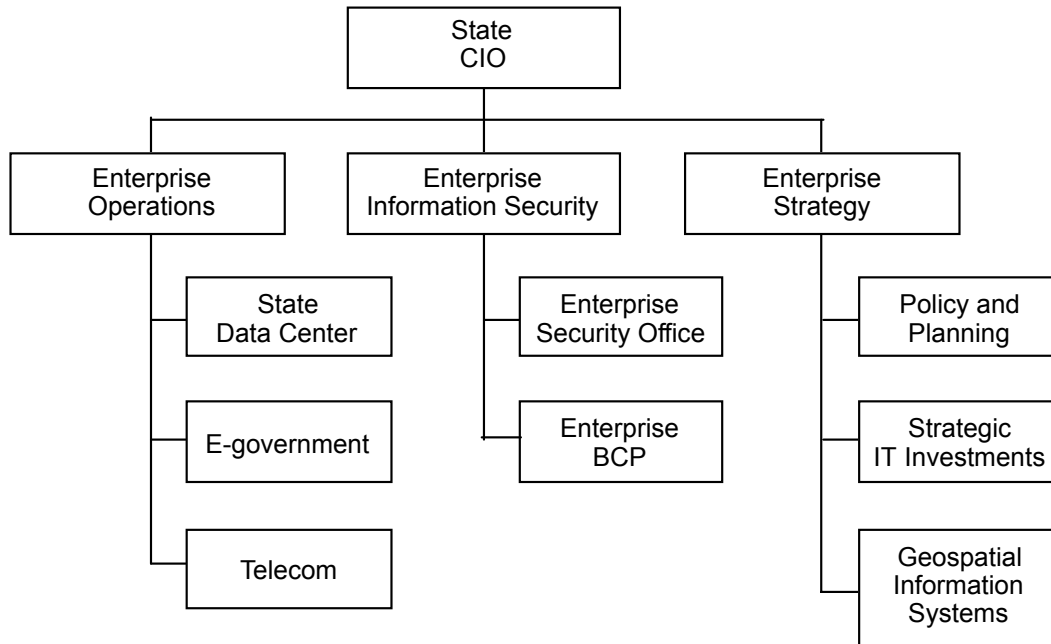 State
CIO
Enterprise
Operations
Enterprise
Information Security
Enterprise
Strategy
State
Data Center
Enterprise
Security Office
Policy and
Planning
E-government
Enterprise
BCP
Strategic
IT Investments
Telecom
Geospatial
Information
Systems